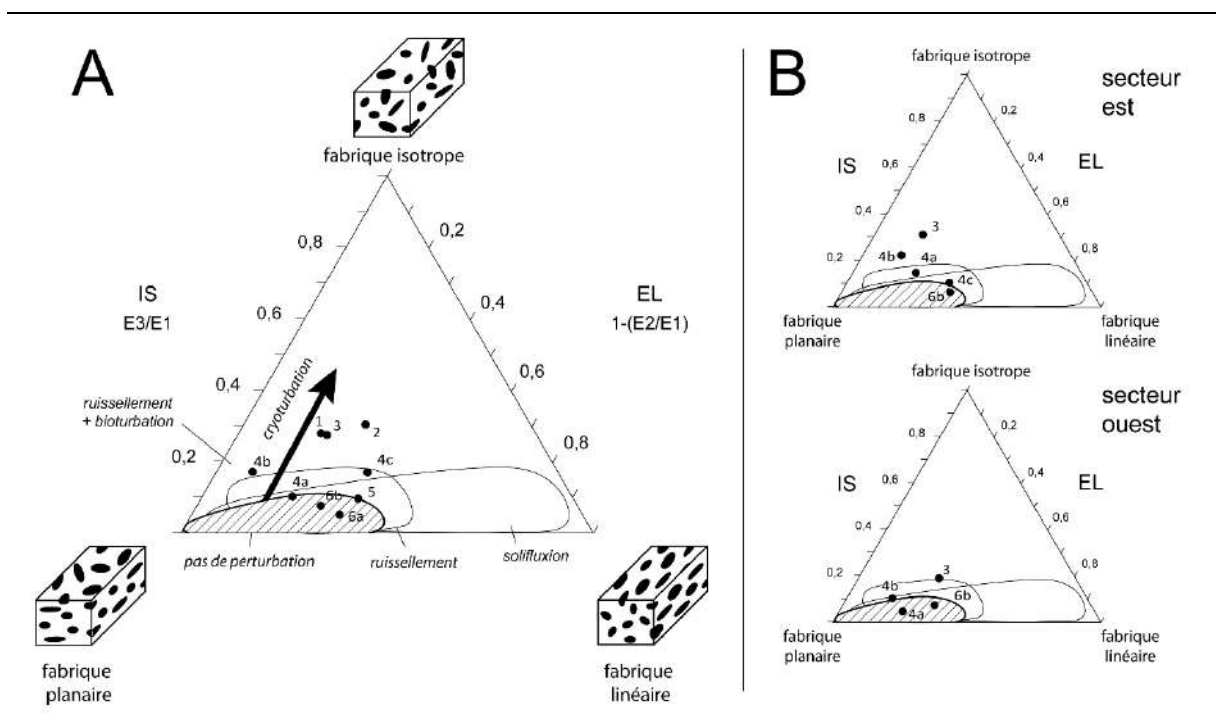 A
fabrique isotrope
0,8
0,6
0,4
0,2
IS
E3/E1
0,2
0,4
0,6
0,8
EL
1-(E2/E1)
cryoturbation
ruissellement
+ bioturbation
1
3
2
4b
4c
4a
6b
5
6a
pas de perturbation
ruissellement
solifluxion
fabrique
planaire
fabrique
linéaire
B
fabrique isotrope
secteur
est
0,8
0,6
0,4
0,2
IS
0,2
0,4
0,6
0,8
EL
3
4b
4a
4c
6b
fabrique
planaire
fabrique
linéaire
fabrique isotrope
secteur
ouest
0,8
0,6
0,4
0,2
IS
0,2
0,4
0,6
0,8
EL
3
4b
6b
4a
fabrique
planaire
fabrique
linéaire